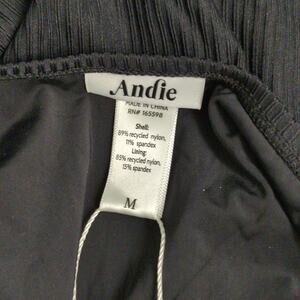 Andie
MADE IN CHINA
RN# 165598
Shell:
89% recycled nylon,
11% spandex
Lining:
85% recycled nylon,
15% spandex
M